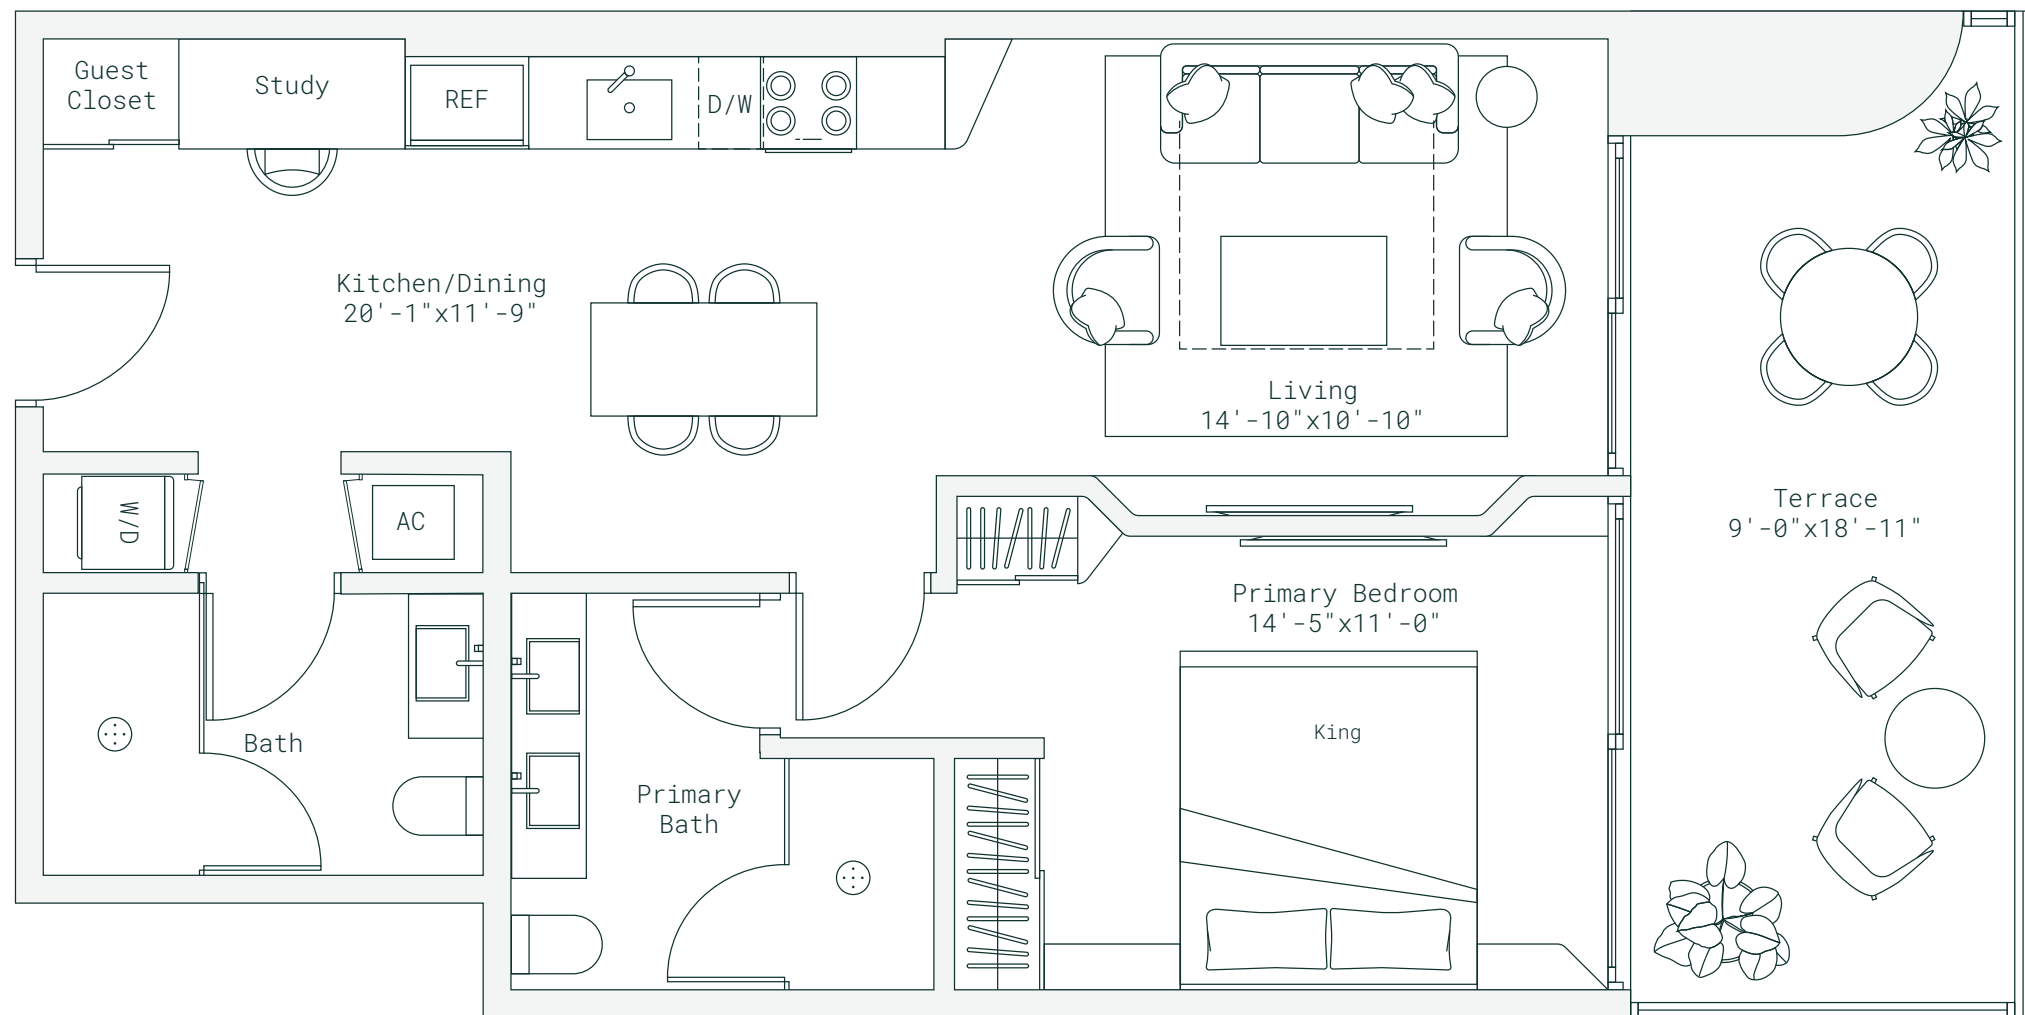 Guest
Closet
Study
REF
D/W
Kitchen/Dining
20'-1"x11'-9"
Living
14'-10"x10'-10"
W/D
AC
Terrace
9'-0"x18'-11"
Primary Bedroom
14'-5"x11'-0"
King
Bath
Primary
Bath